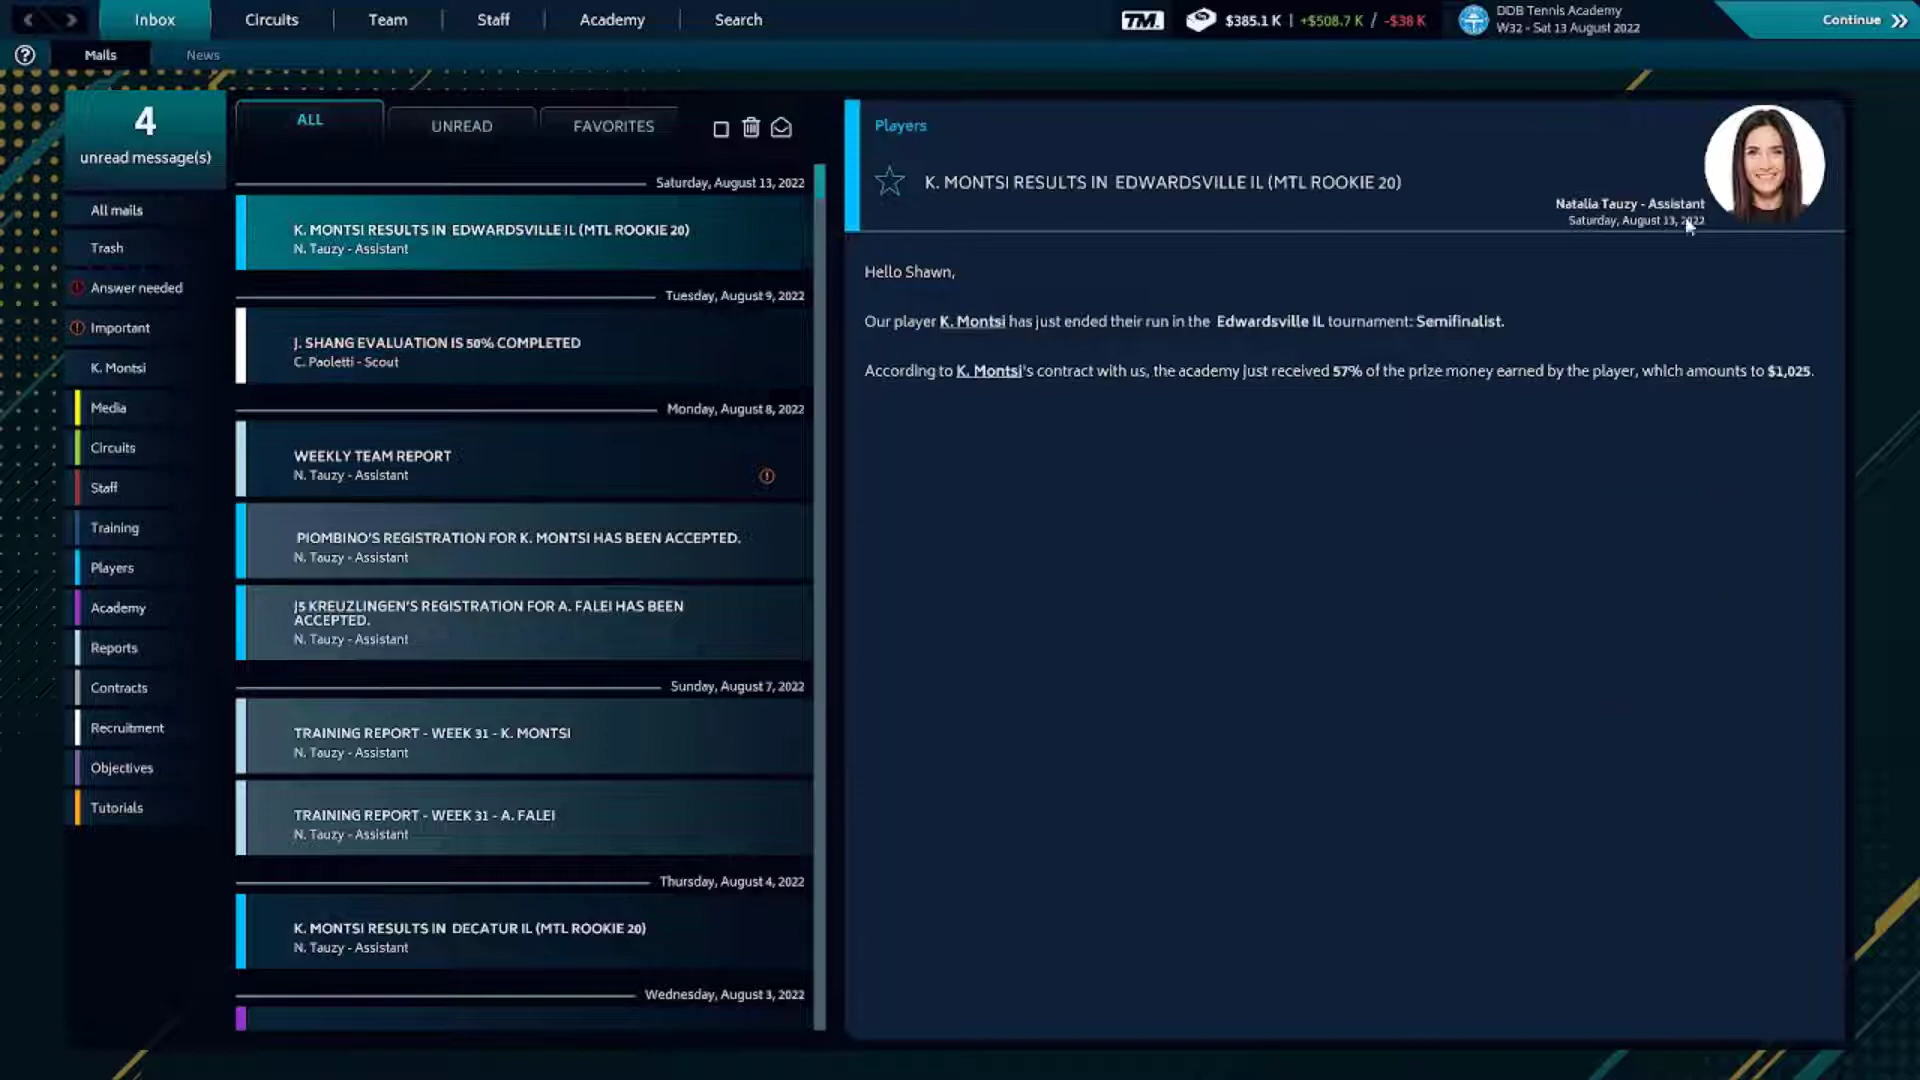 Inbox
Circuits
Team
Staff
Academy
Search
TM.
$385.1 K | +$508.7 K / -$38 K
DDB Tennis Academy
W32 - Sat 13 August 2022
Continue
Mails
News
4
unread message(s)
All mails
Trash
Answer needed
Important
K. Montsi
Media
Circuits
Staff
Training
Players
Academy
Reports
Contracts
Recruitment
Objectives
Tutorials
ALL
UNREAD
FAVORITES
Saturday, August 13, 2022
K. MONTSI RESULTS IN EDWARDSVILLE IL (MTL ROOKIE 20)
N. Tauzy - Assistant
Tuesday, August 9, 2022
J. SHANG EVALUATION IS 50% COMPLETED
C. Paoletti - Scout
Monday, August 8, 2022
WEEKLY TEAM REPORT
N. Tauzy - Assistant
PIOMBINO'S REGISTRATION FOR K. MONTSI HAS BEEN ACCEPTED.
N. Tauzy - Assistant
J5 KREUZLINGEN'S REGISTRATION FOR A. FALEI HAS BEEN
ACCEPTED.
N. Tauzy - Assistant
Sunday, August 7, 2022
TRAINING REPORT - WEEK 31 - K. MONTSI
N. Tauzy - Assistant
TRAINING REPORT - WEEK 31 - A. FALEI
N. Tauzy - Assistant
Thursday, August 4, 2022
K. MONTSI RESULTS IN DECATUR IL (MTL ROOKIE 20)
N. Tauzy - Assistant
Wednesday, August 3, 2022
Players
K. MONTSI RESULTS IN EDWARDSVILLE IL (MTL ROOKIE 20)
Natalia Tauzy - Assistant
Saturday, August 13, 2022
Hello Shawn,
Our player K. Montsi has just ended their run in the Edwardsville IL tournament: Semifinalist.
According to K. Montsi's contract with us, the academy just received 57% of the prize money earned by the player, which amounts to $1,025.